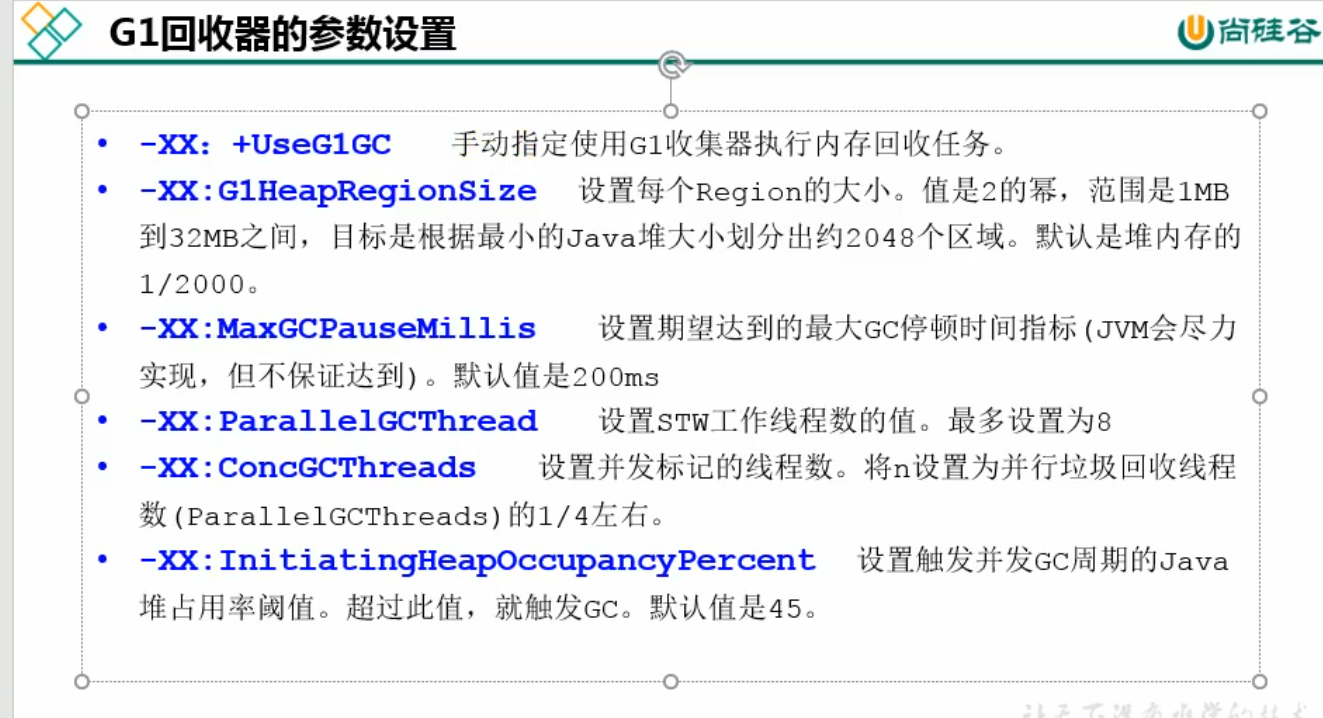 G1回收器的参数设置
尚硅谷
• -XX：+UseG1GC 手动指定使用G1收集器执行内存回收任务。
• -XX:G1HeapRegionSize 设置每个Region的大小。值是2的幂，范围是1MB
到32MB之间，目标是根据最小的Java堆大小划分出约2048个区域。默认是堆内存的
1/2000。
• -XX:MaxGCPauseMillis 设置期望达到的最大GC停顿时间指标(JVM会尽力
实现，但不保证达到)。默认值是200ms
• -XX:ParallelGCThread 设置STW工作线程数的值。最多设置为8
• -XX:ConcGCThreads 设置并发标记的线程数。将n设置为并行垃圾回收线程
数(ParallelGCThreads)的1/4左右。
• -XX:InitiatingHeapOccupancyPercent 设置触发并发GC周期的Java
堆占用率阈值。超过此值，就触发GC。默认值是45。